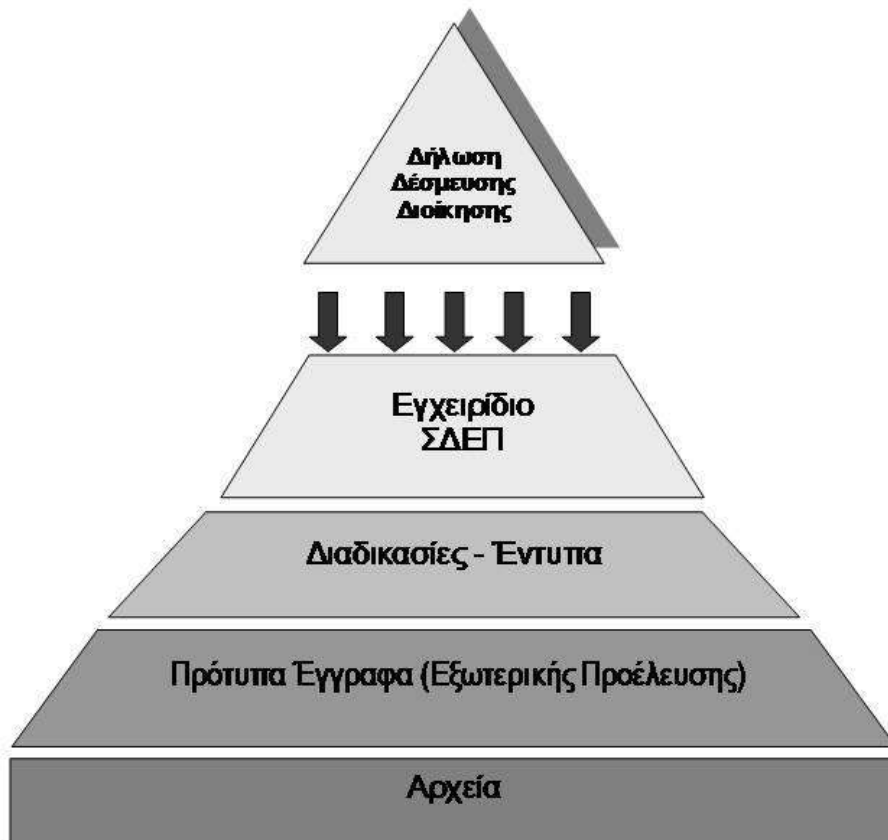 Δήλωση
Δέσμευσης
Διοίκησης
Εγχειρίδιο
ΣΔΕΠ
Διαδικασίες - Έντυπα
Πρότυπα Έγγραφα (Εξωτερικής Προέλευσης)
Αρχεία